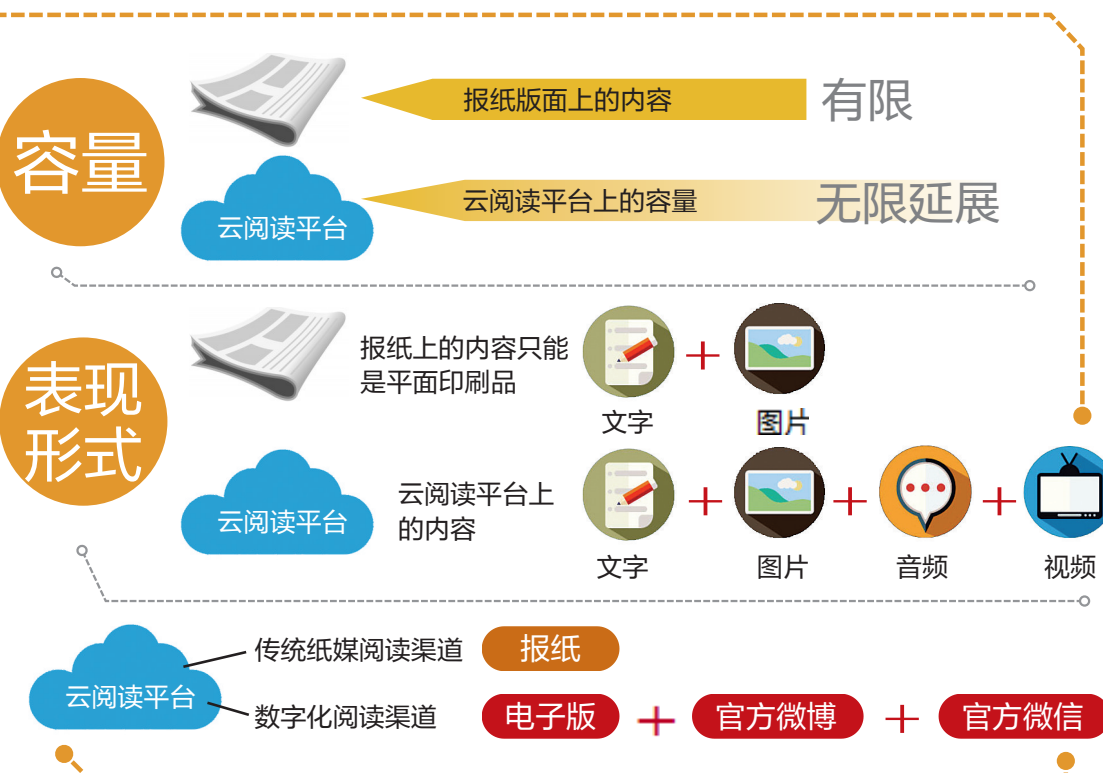 容量
报纸版面上的内容
有限
云阅读平台
云阅读平台上的容量
无限延展
表现
形式
报纸上的内容只能
是平面印刷品
+
文字
图片
云阅读平台
云阅读平台上
的内容
+ + +
文字
图片
音频
视频
云阅读平台
传统纸媒阅读渠道
报纸
数字化阅读渠道
电子版 + 官方微博 + 官方微信